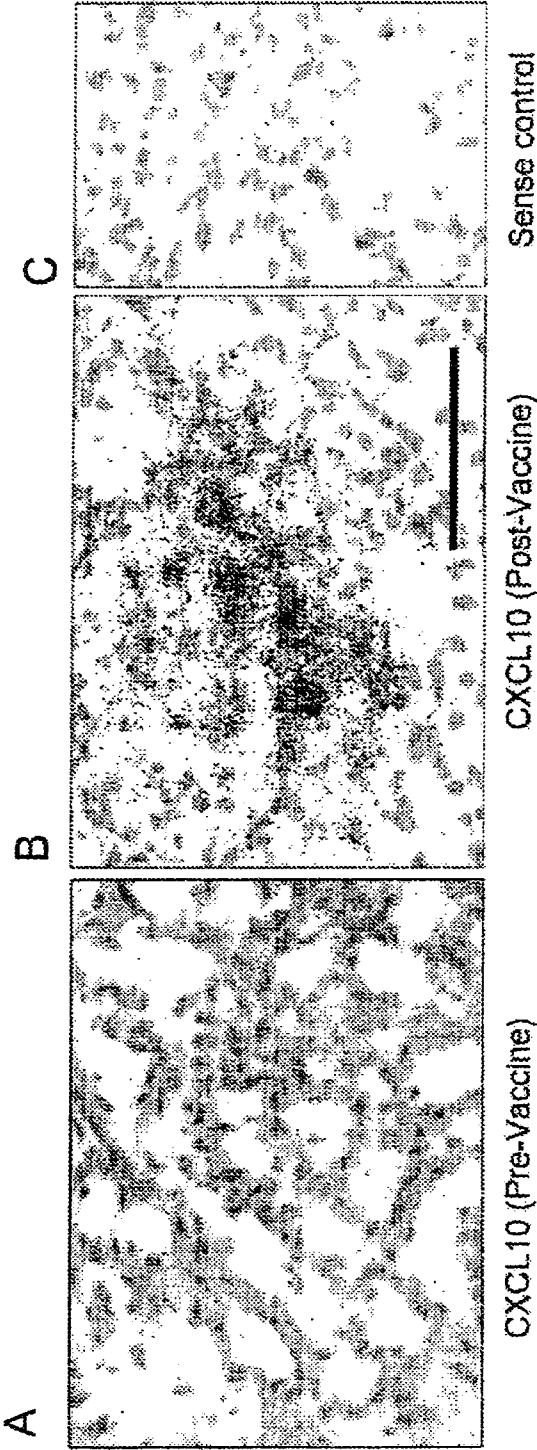 A
CXCL10 (Pre-Vaccine)
B
CXCL10 (Post-Vaccine)
C
Sense control